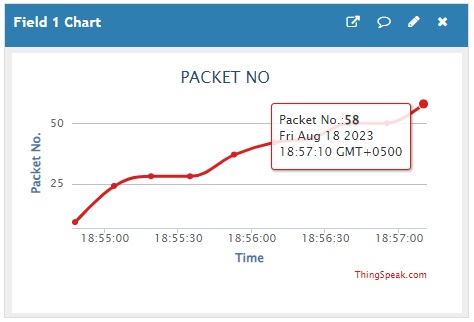 Field 1 Chart
PACKET NO
Packet No.
50
25
Packet No.:58
Fri Aug 18 2023
18:57:10 GMT+0500
18:55:00 18:55:30 18:56:00 18:56:30 18:57:00
Time
ThingSpeak.com